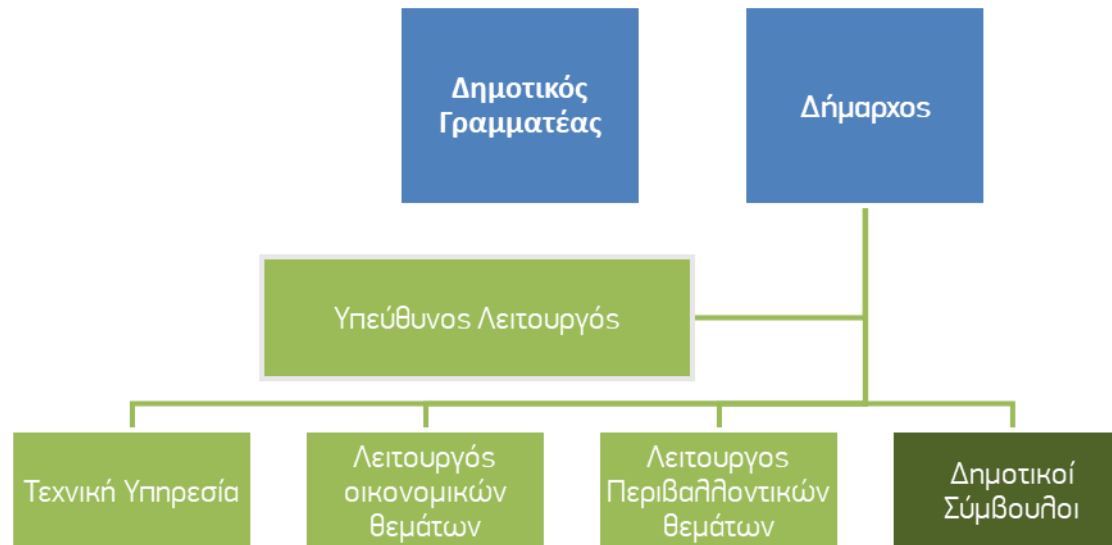 Δημοτικός
Γραμματέας
Δήμαρχος
Υπεύθυνος Λειτουργός
Τεχνική Υπηρεσία
Λειτουργός
οικονομικών
θεμάτων
Λειτουργος
Περιβαλλοντικών
θεμάτων
Δημοτικοί
Σύμβουλοι